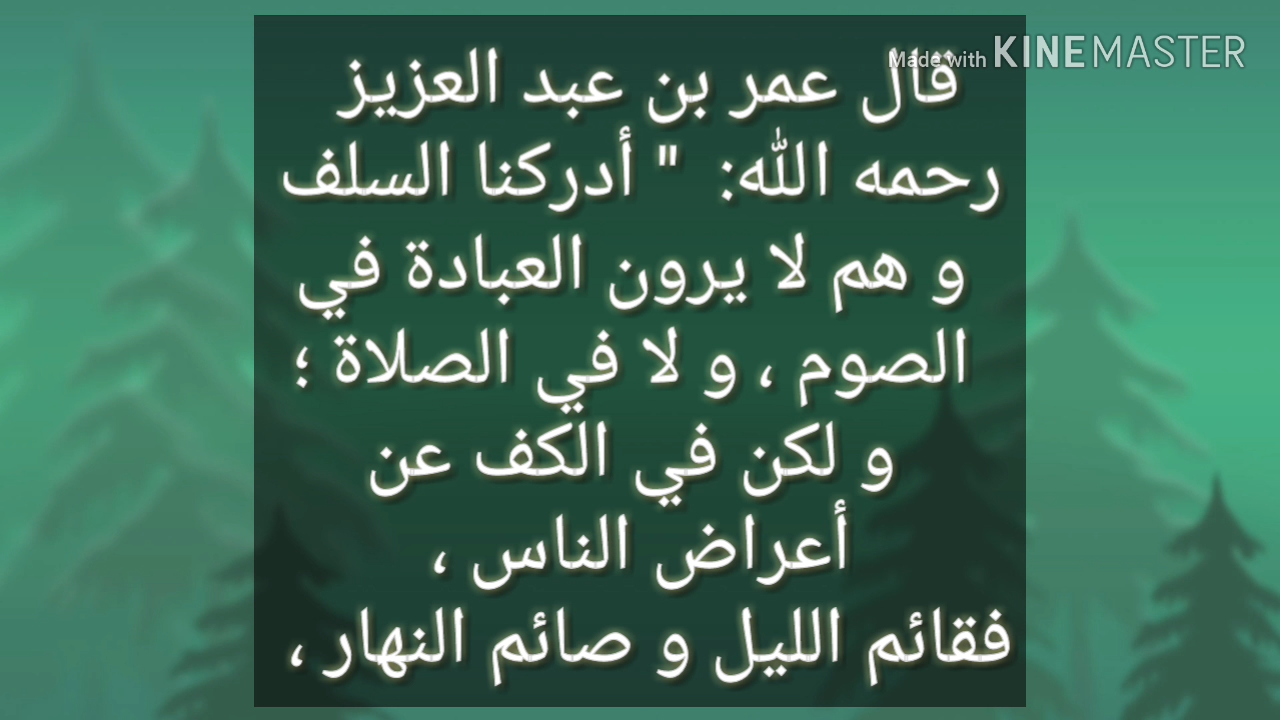 Made with KINEMASTER
قال عمر بن عبد العزيز
رحمه الله: " أدركنا السلف
و هم لا يرون العبادة في
الصوم ، و لا في الصلاة ؛
و لكن في الكف عن
أعراض الناس ،
فقائم الليل و صائم النهار ،